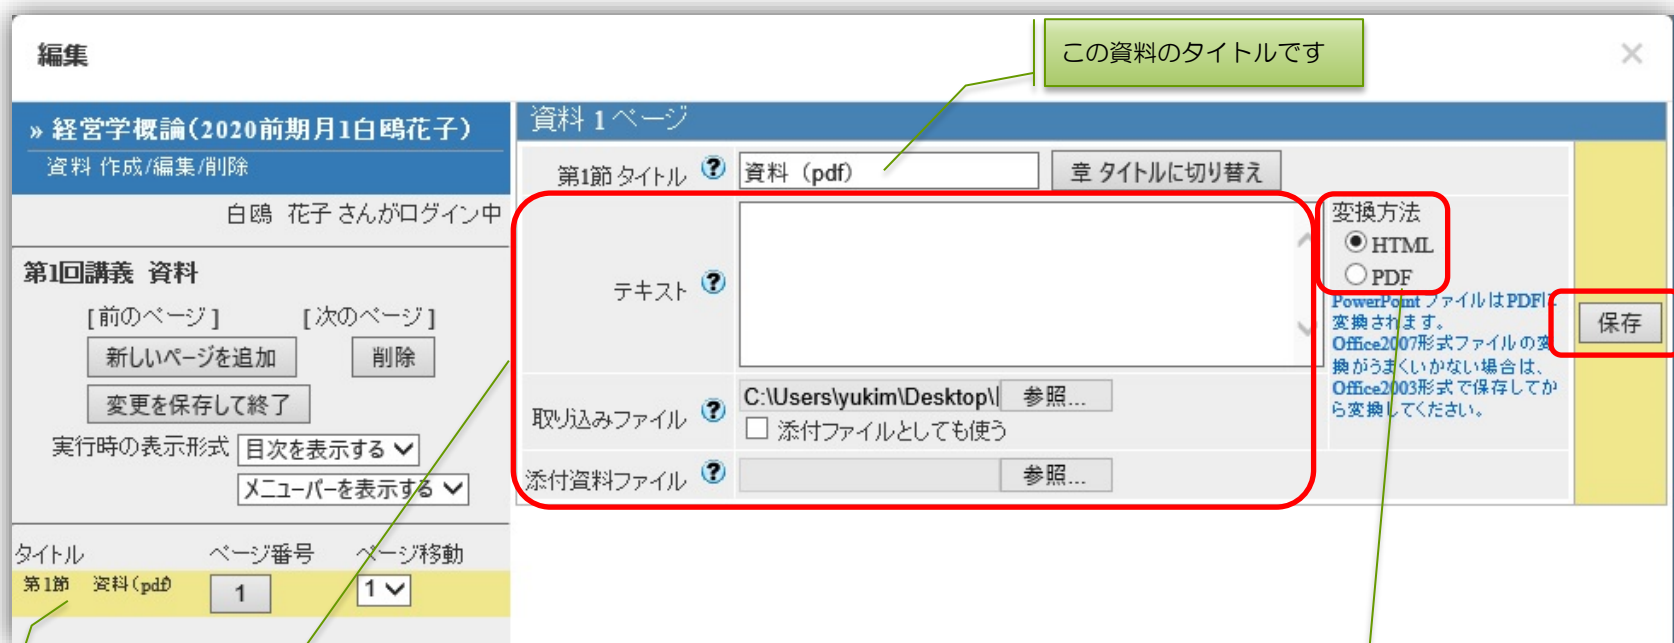 編集
この資料のタイトルです
» 経営学概論(2020前期月1白鴎花子)
資料 作成/編集/削除
白鴎 花子 さんがログイン中
第1回講義 資料
[前のページ] [次のページ]
新しいページを追加 削除
変更を保存して終了
実行時の表示形式 目次を表示する
メニューバーを表示する
タイトル ページ番号 ページ移動
第1節 資料(pdf) 1 1
資料 1 ページ
第1節 タイトル ? 資料 (pdf) 章 タイトルに切り替え
テキスト ?
変換方法
HTML
PDF
PowerPoint ファイルはPDFに
変換されます。
Office2007形式ファイルの変
換がうまくいかない場合は、
Office2003形式で保存してか
ら変換してください。
保存
取り込みファイル ? C:\Users\yukim\Desktop\ 参照...
添付ファイルとしても使う
添付資料ファイル ? 参照...